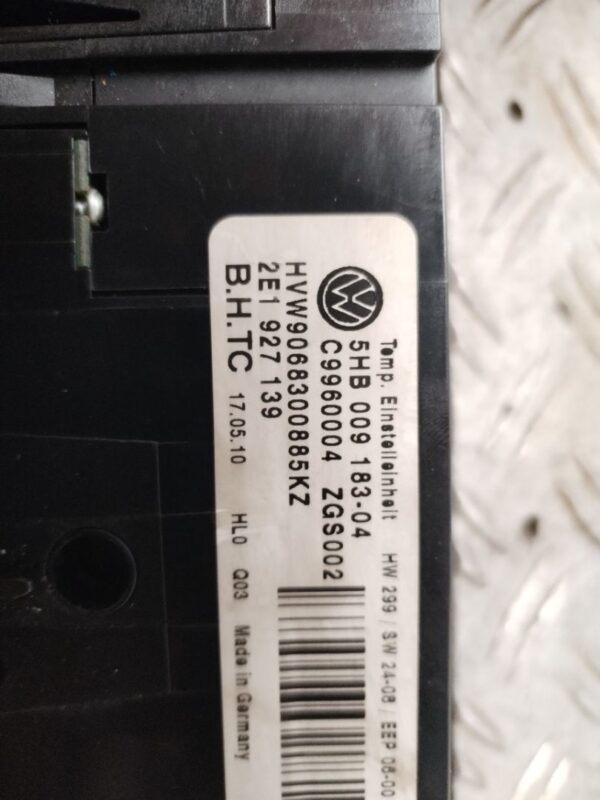 Temp. Einstelleinheit HW 299 / SW 24-08 / EEP 08-00
5HB 009 183-04
C9960004 ZGS002
HVW9068300885KZ
2E1 927 139
B.H.TC 17.05.10 HL0 Q03 Made in Germany